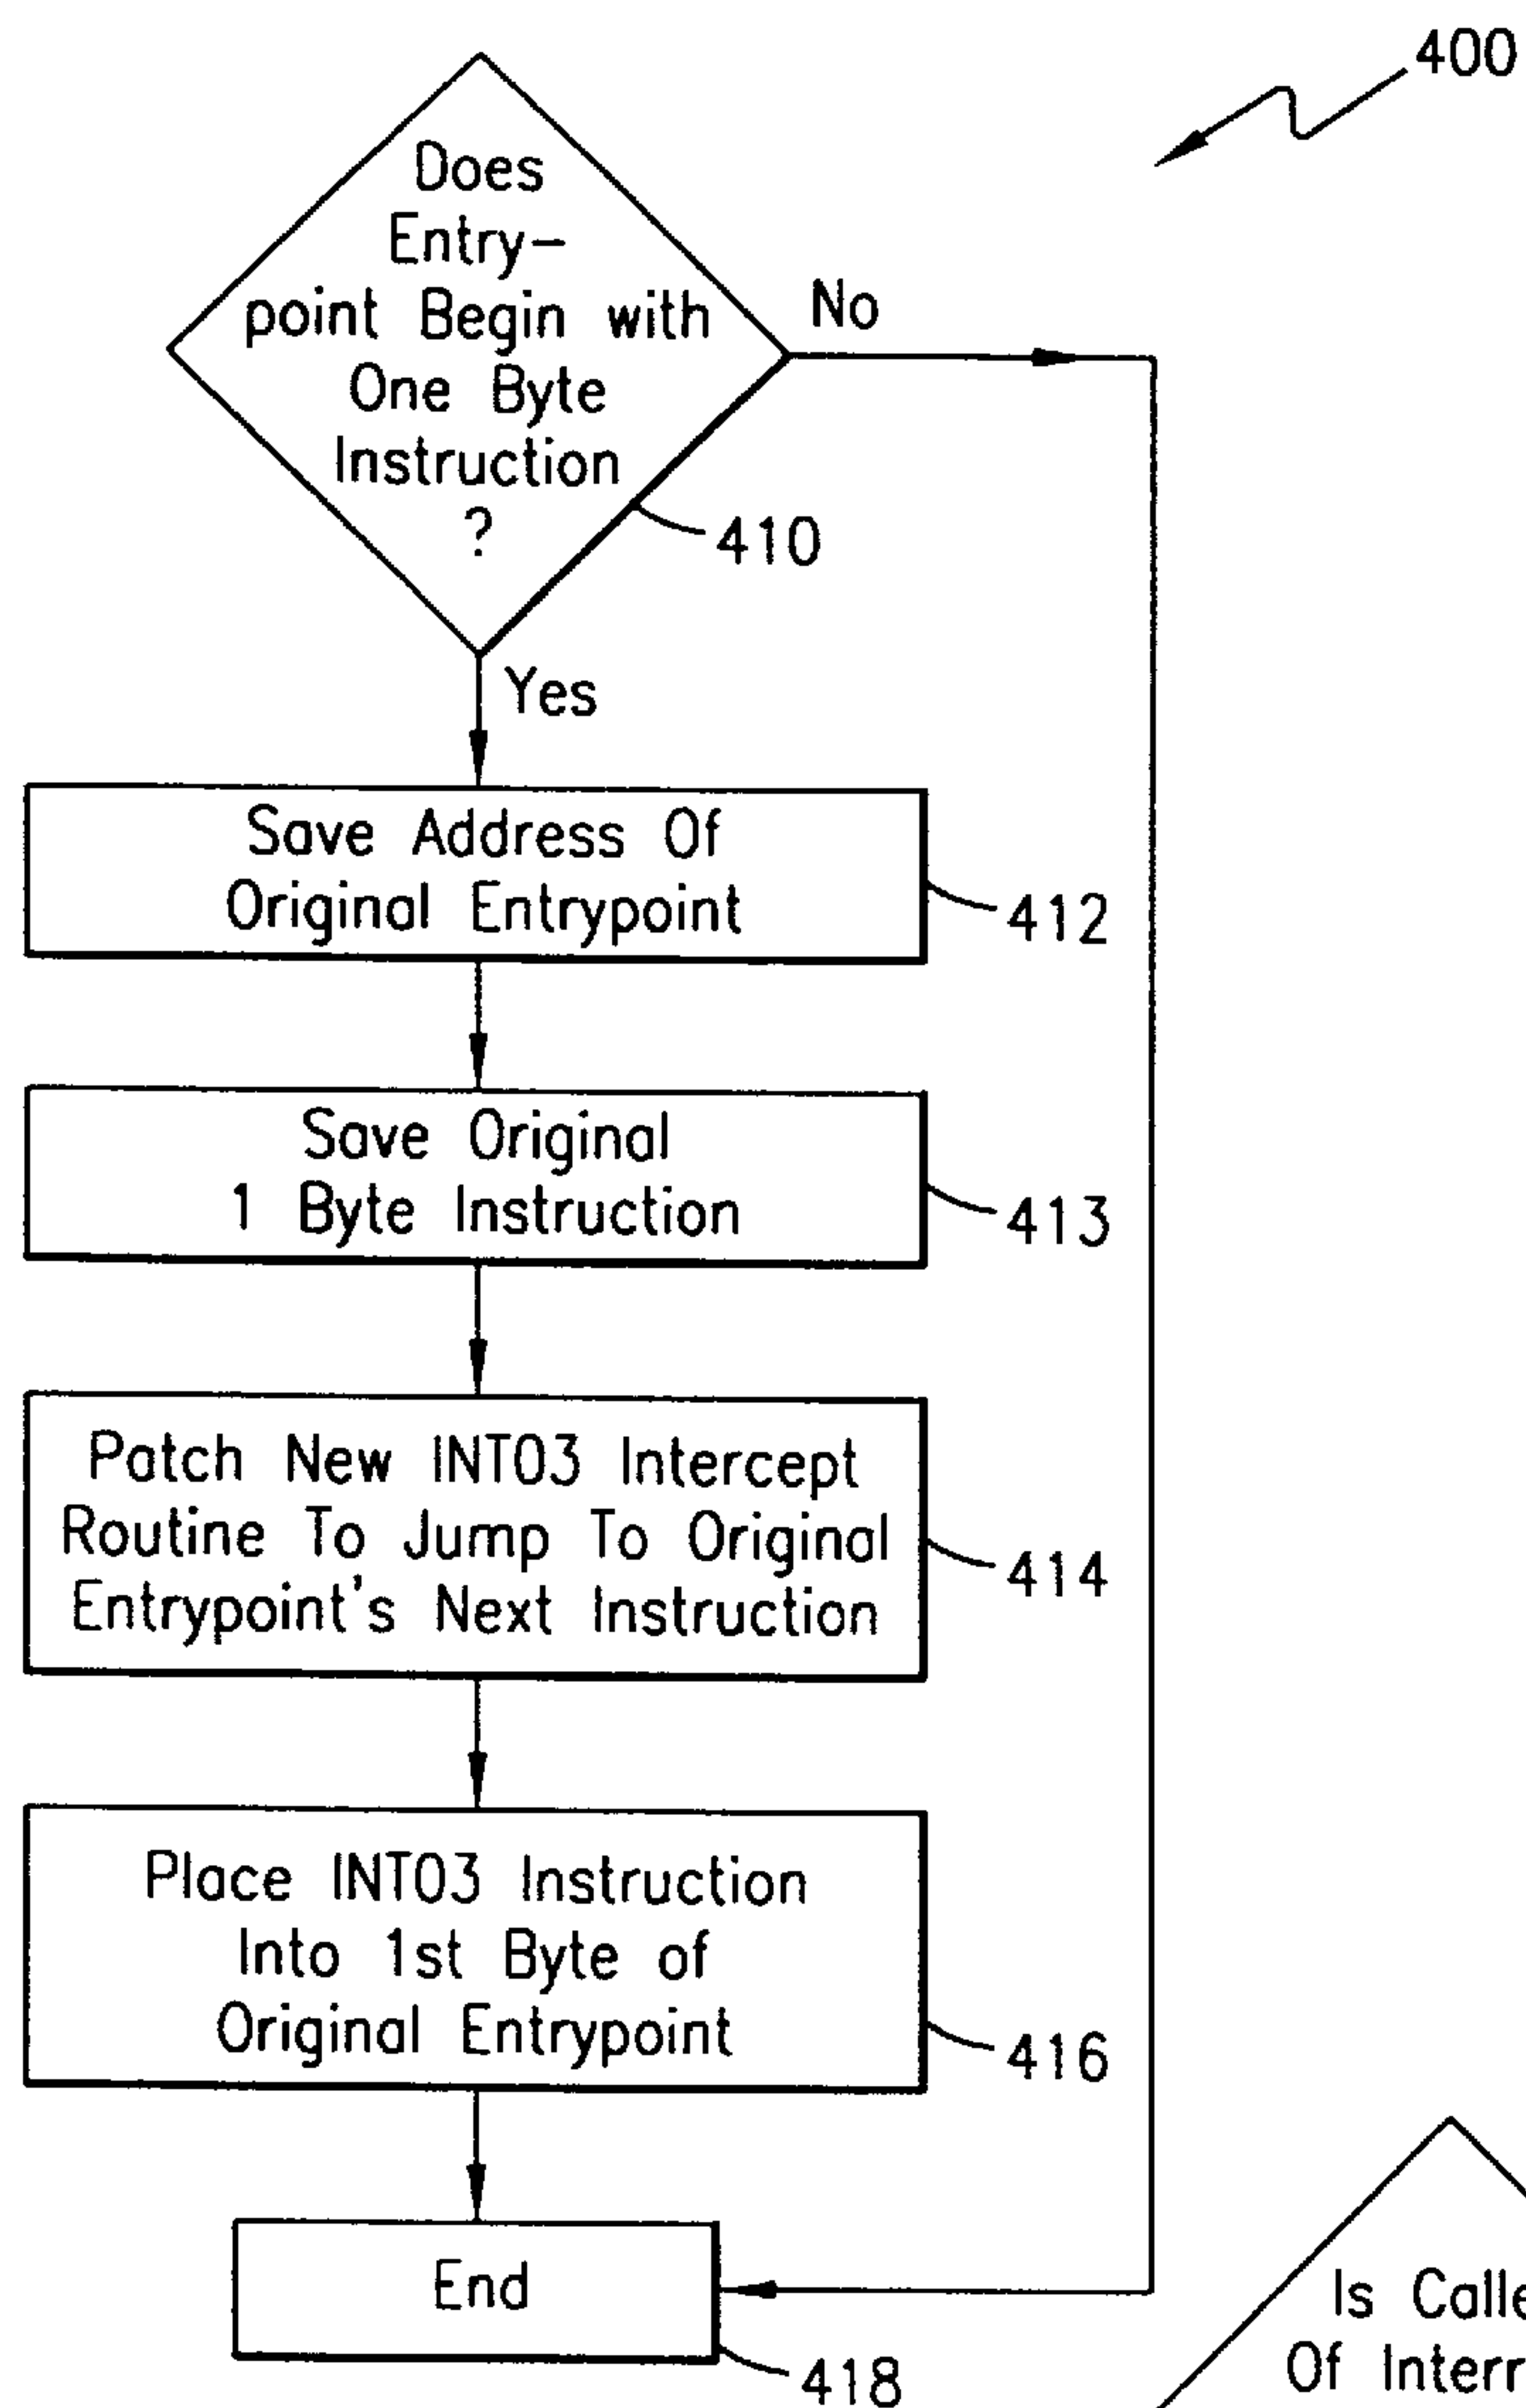 400
Does
Entry-
point Begin with
One Byte
Instruction
?
No
410
Yes
Save Address Of
Original Entrypoint
412
Save Original
1 Byte Instruction
413
Patch New INT03 Intercept
Routine To Jump To Original
Entrypoint's Next Instruction
414
Place INT03 Instruction
Into 1st Byte of
Original Entrypoint
416
End
418
Is
Of